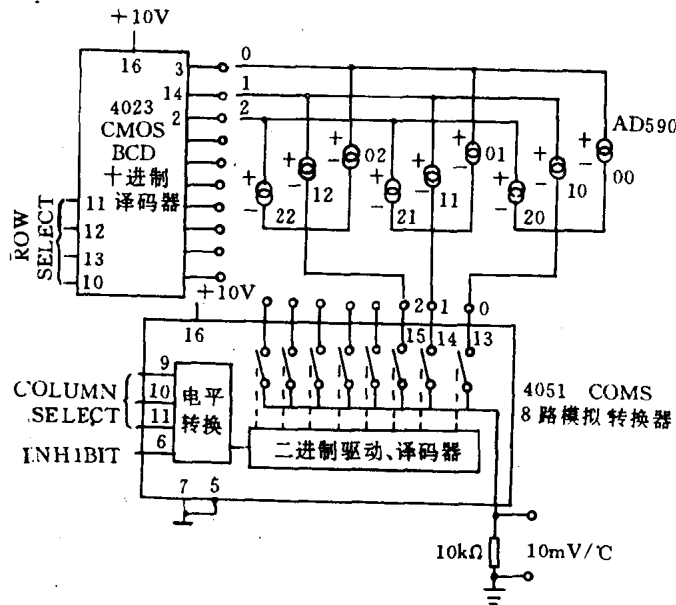 +10V
16
3
0
14
1
2
2
4023
CMOS
BCD
十进制
译码器
11
12
13
10
ROW
SELECT
+
−
22
+
−
12
+
−
02
+
−
21
+
−
11
+
−
01
+
−
20
+
−
10
+
−
00
AD590
+10V
16
2
1
0
15
14
13
9
10
11
6
COLUMN
SELECT
INH1BIT
电平
转换
二进制驱动、译码器
7
5
4051 COMS
8路模拟转换器
10kΩ
10mV/℃